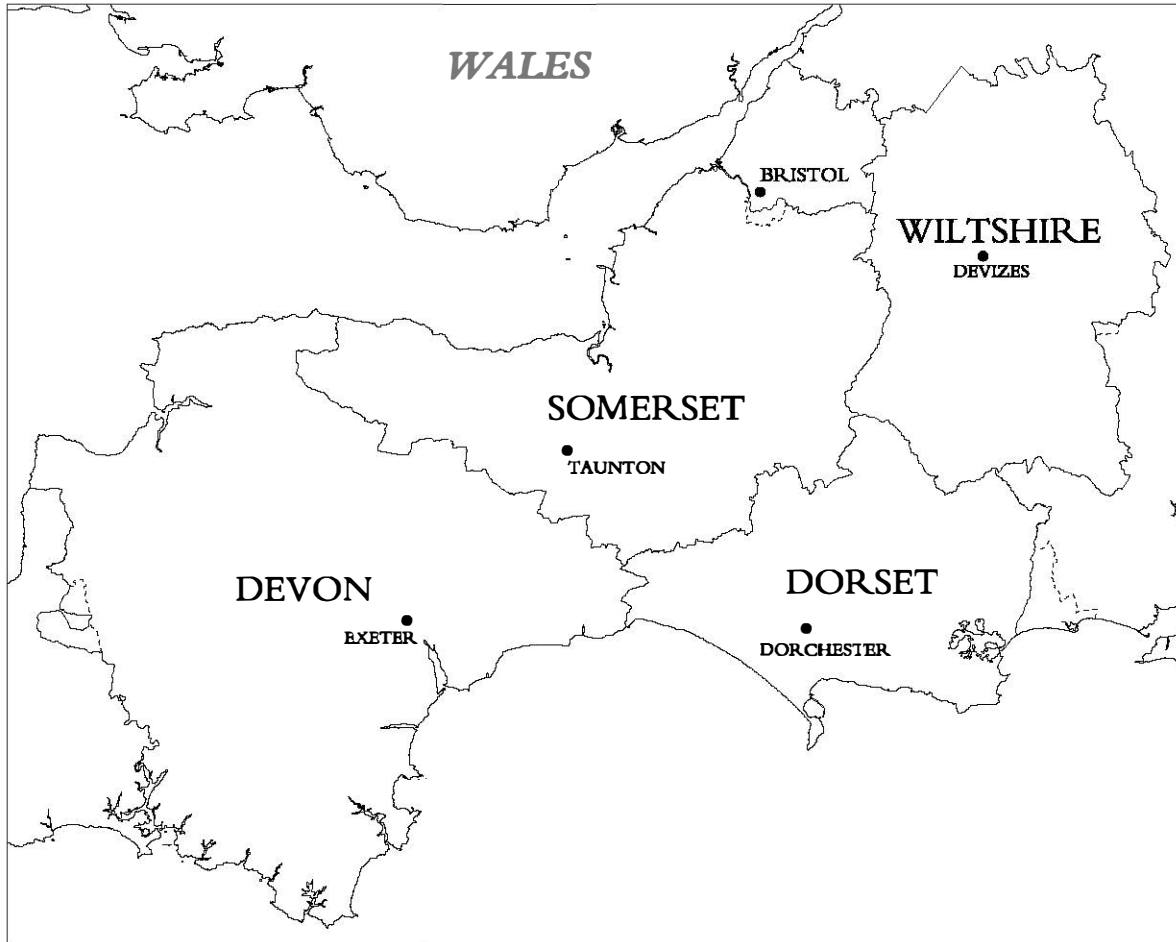 WALES
BRISTOL
WILTSHIRE
DEVIZES
SOMERSET
TAUNTON
DEVON
DORSET
EXETER
DORCHESTER